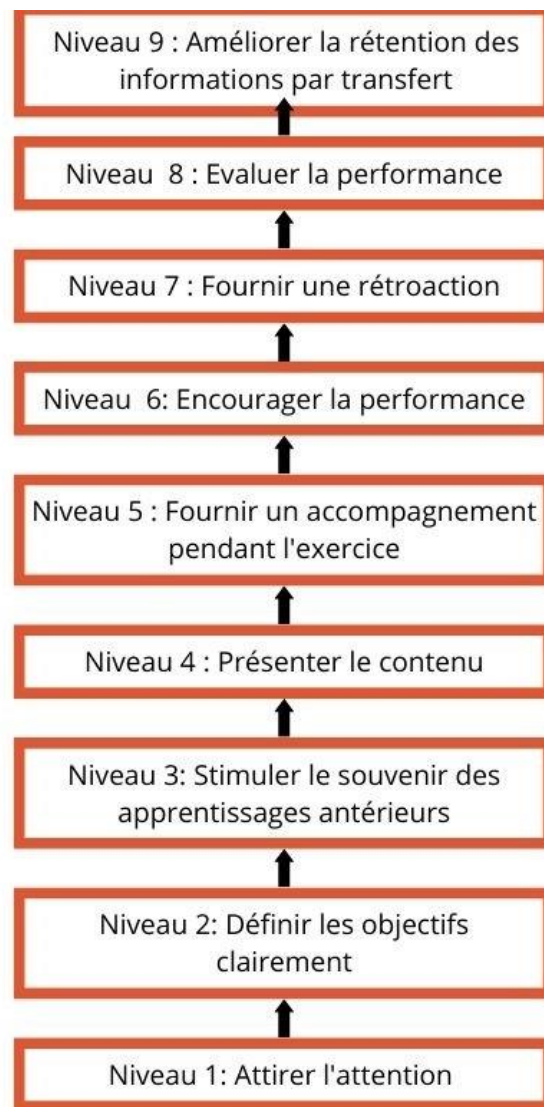 Niveau 9 : Améliorer la rétention des
informations par transfert
Niveau  8 : Evaluer la performance
Niveau 7 : Fournir une rétroaction
Niveau  6: Encourager la performance
Niveau 5 : Fournir un accompagnement
pendant l'exercice
Niveau 4 : Présenter le contenu
Niveau 3: Stimuler le souvenir des
apprentissages antérieurs
Niveau 2: Définir les objectifs
clairement
Niveau 1: Attirer l'attention